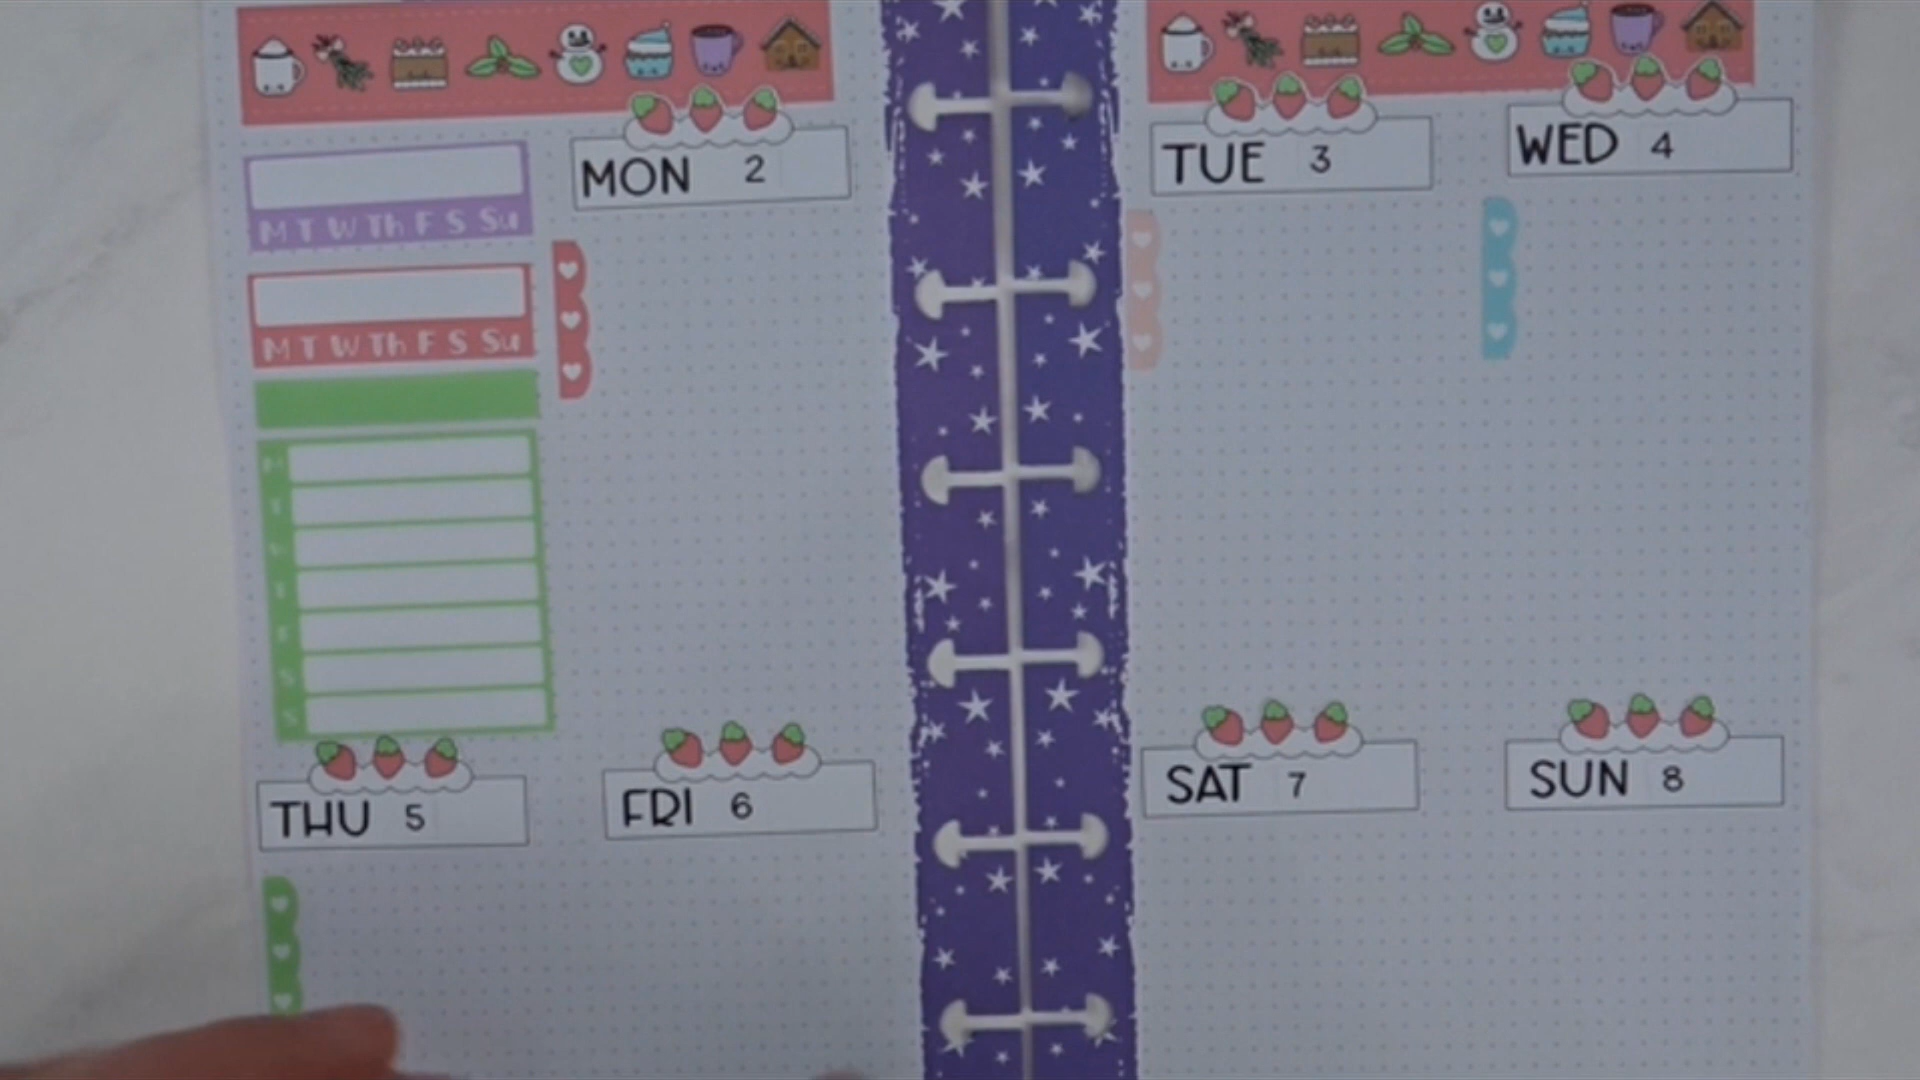 MON 2
TUE 3
WED 4
M T W Th F S Su
M T W Th F S Su
M
T
W
T
F
S
S
THU 5
FRI 6
SAT 7
SUN 8